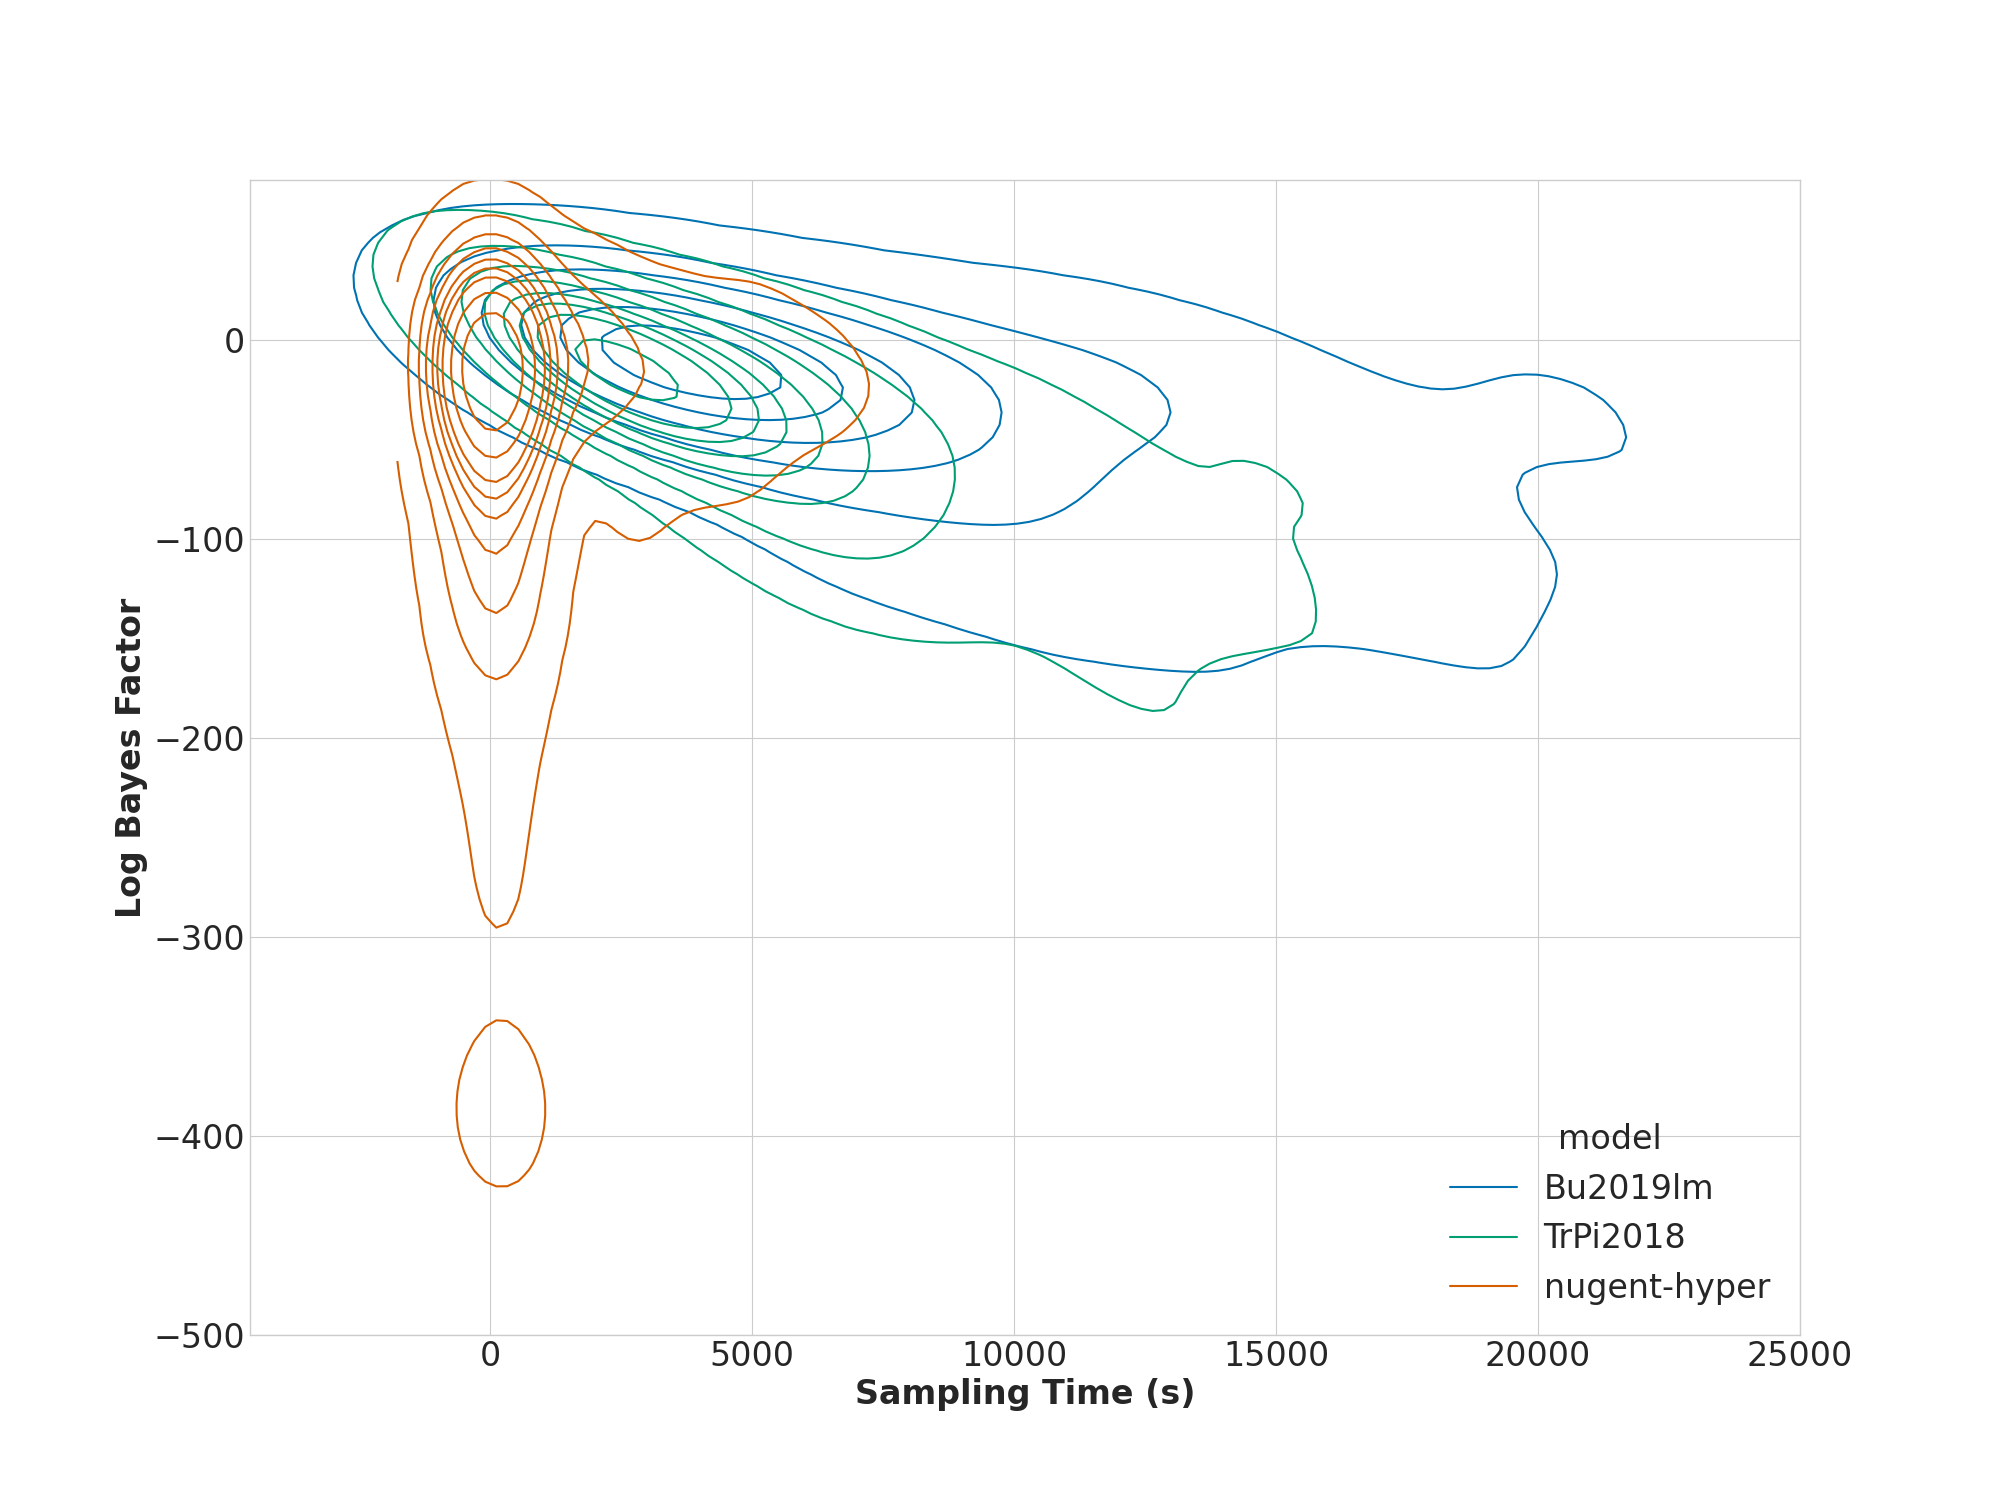 0
−100
−200
−300
−400
−500
Log Bayes Factor
0 5000 10000 15000 20000 25000
Sampling Time (s)
model
Bu2019lm
TrPi2018
nugent-hyper